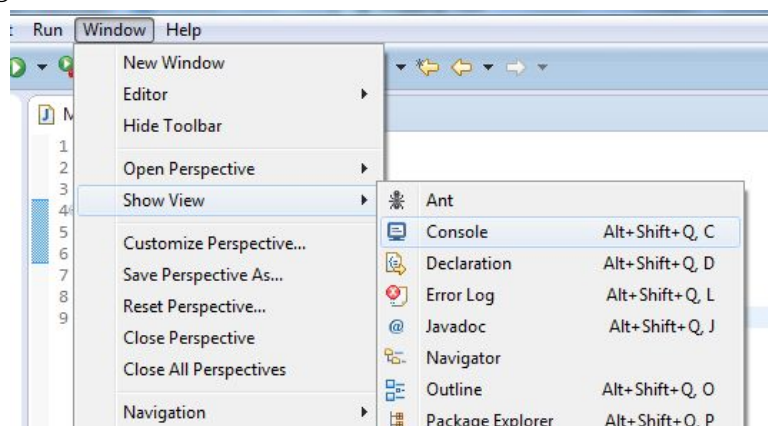 Run Window Help
New Window
Editor
Hide Toolbar
Open Perspective
Show View
Customize Perspective...
Save Perspective As...
Reset Perspective...
Close Perspective
Close All Perspectives
Navigation
Ant
Console Alt+Shift+Q, C
Declaration Alt+Shift+Q, D
Error Log Alt+Shift+Q, L
Javadoc Alt+Shift+Q, J
Navigator
Outline Alt+Shift+Q, O
Package Explorer Alt+Shift+Q, P
J M
1
2
3
4
5
6
7
8
9